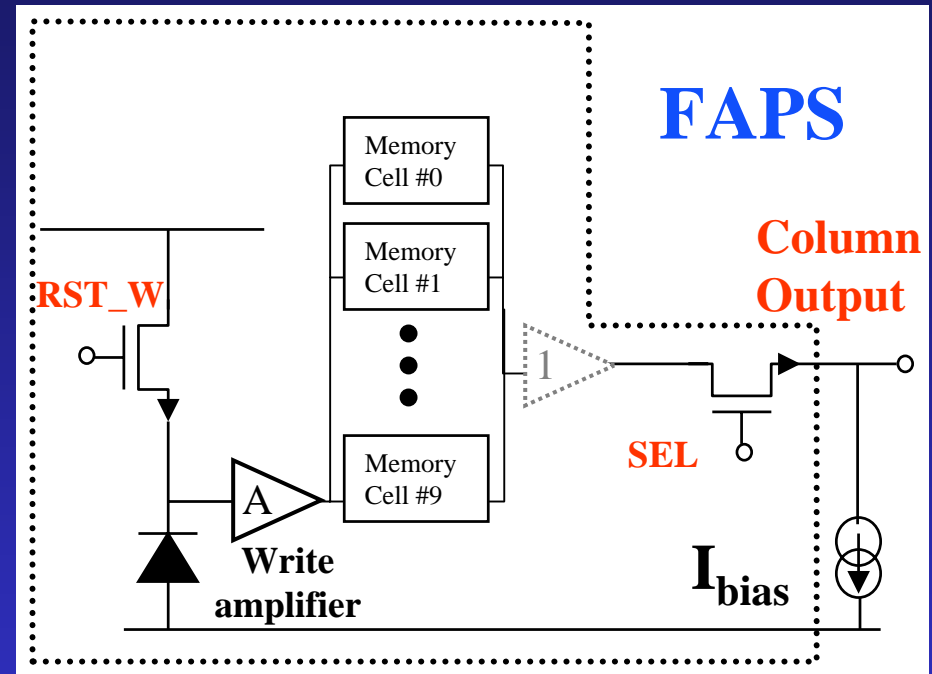 FAPS
Memory
Cell #0
Column
Output
Memory
Cell #1
RST_W
1
SEL
Memory
Cell #9
A
Write
amplifier
Ibias